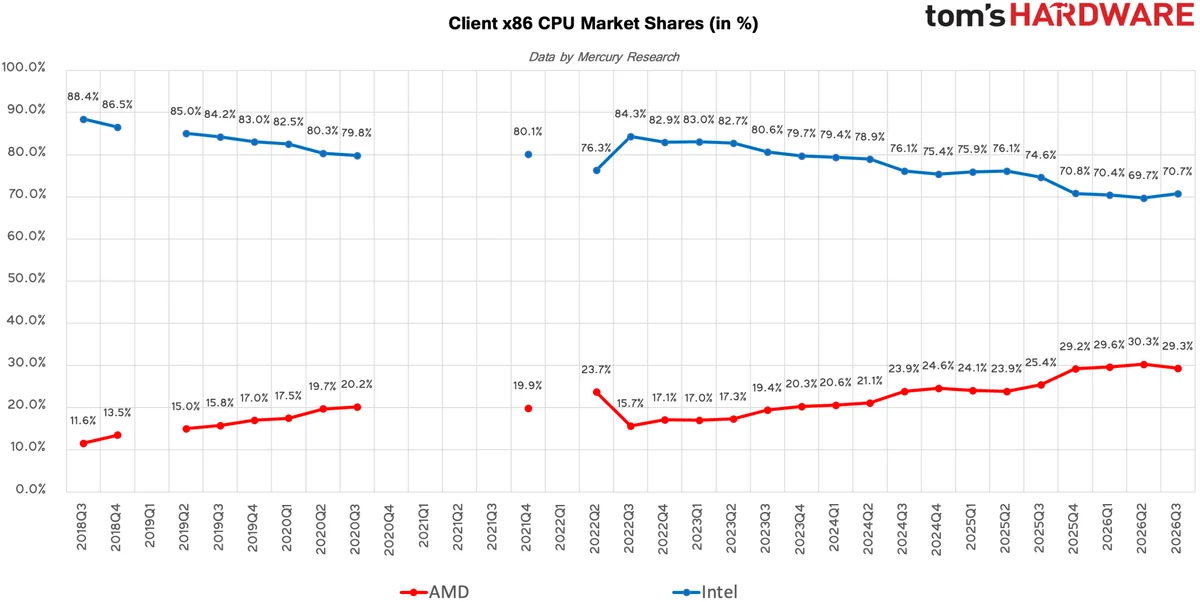 Client x86 CPU Market Shares (in %)
tom'sHARDWARE
Data by Mercury Research
100.0%
90.0%
80.0%
70.0%
60.0%
50.0%
40.0%
30.0%
20.0%
10.0%
0.0%
88.4% 86.5% 85.0% 84.2% 83.0% 82.5% 80.3% 79.8% 80.1% 76.3% 84.3% 82.9% 83.0% 82.7% 80.6% 79.7% 79.4% 78.9% 76.1% 75.4% 75.9% 76.1% 74.6% 70.8% 70.4% 69.7% 70.7%
11.6% 13.5% 15.0% 15.8% 17.0% 17.5% 19.7% 20.2% 19.9% 23.7% 15.7% 17.1% 17.0% 17.3% 19.4% 20.3% 20.6% 21.1% 23.9% 24.6% 24.1% 23.9% 25.4% 29.2% 29.6% 30.3% 29.3%
2018Q3 2018Q4 2019Q1 2019Q2 2019Q3 2019Q4 2020Q1 2020Q2 2020Q3 2020Q4 2021Q1 2021Q2 2021Q3 2021Q4 2022Q1 2022Q2 2022Q3 2022Q4 2023Q1 2023Q2 2023Q3 2023Q4 2024Q1 2024Q2 2024Q3 2024Q4 2025Q1 2025Q2 2025Q3 2025Q4 2026Q1 2026Q2 2026Q3
AMD Intel